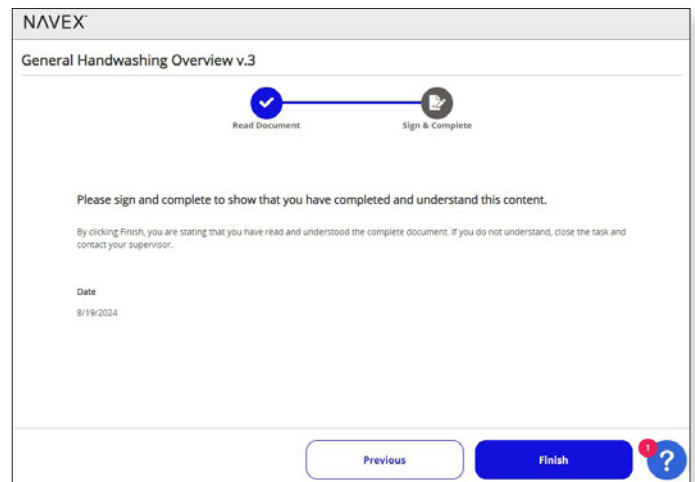 NAVEX
General Handwashing Overview v.3
Read Document
Sign & Complete
Please sign and complete to show that you have completed and understand this content.
By clicking Finish, you are stating that you have read and understood the complete document. If you do not understand, close the task and
contact your supervisor.
Date
8/19/2024
Previous
Finish
1
?